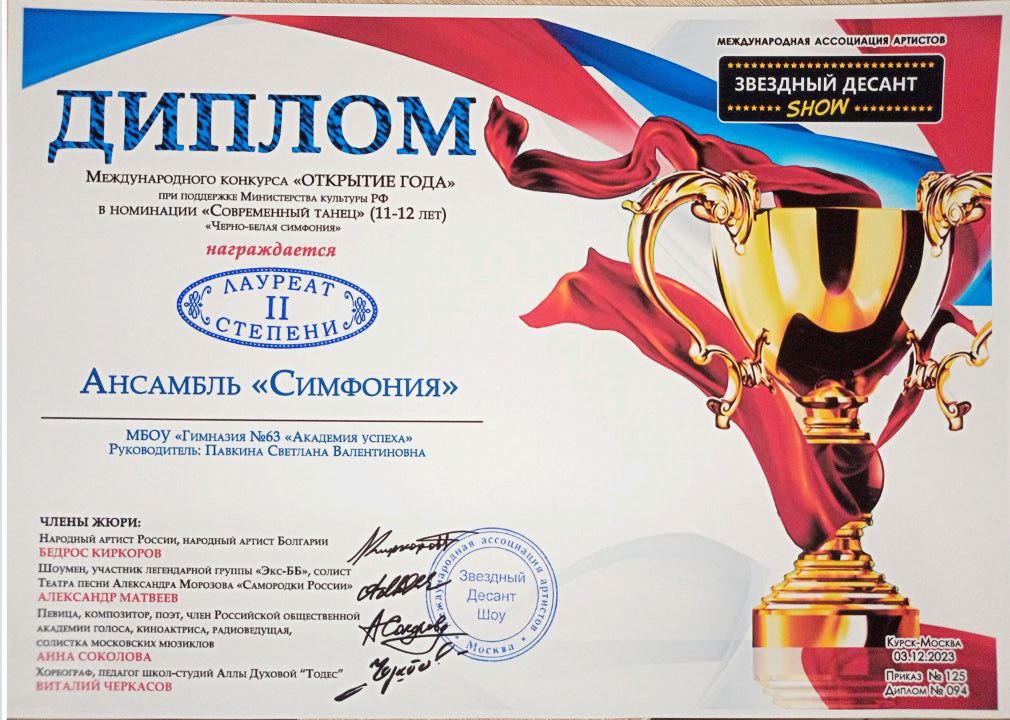 МЕЖДУНАРОДНАЯ АССОЦИАЦИЯ АРТИСТОВ
ЗВЕЗДНЫЙ ДЕСАНТ
SHOW
ДИПЛОМ
МЕЖДУНАРОДНОГО КОНКУРСА «ОТКРЫТИЕ ГОДА»
ПРИ ПОДДЕРЖКЕ МИНИСТЕРСТВА КУЛЬТУРЫ РФ
В НОМИНАЦИИ «СОВРЕМЕННЫЙ ТАНЕЦ» (11-12 ЛЕТ)
«ЧЕРНО-БЕЛАЯ СИМФОНИЯ»
награждается
ЛАУРЕАТ
II
СТЕПЕНИ
АНСАМБЛЬ «СИМФОНИЯ»
МБОУ «ГИМНАЗИЯ №63 «АКАДЕМИЯ УСПЕХА»
РУКОВОДИТЕЛЬ: ПАВКИНА СВЕТЛАНА ВАЛЕНТИНОВНА
ЧЛЕНЫ ЖЮРИ:
НАРОДНЫЙ АРТИСТ РОССИИ, НАРОДНЫЙ АРТИСТ БОЛГАРИИ
БЕДРОС КИРКОРОВ
ШОУМЕН, УЧАСТНИК ЛЕГЕНДАРНОЙ ГРУППЫ «ЭКС-ББ», СОЛИСТ
ТЕАТРА ПЕСНИ АЛЕКСАНДРА МОРОЗОВА «САМОРОДКИ РОССИИ»
АЛЕКСАНДР МАТВЕЕВ
ПЕВИЦА, КОМПОЗИТОР, ПОЭТ, ЧЛЕН РОССИЙСКОЙ ОБЩЕСТВЕННОЙ
АКАДЕМИИ ГОЛОСА, КИНОАКТРИСА, РАДИОВЕДУЩАЯ,
СОЛИСТКА МОСКОВСКИХ МЮЗИКЛОВ
АННА СОКОЛОВА
ХОРЕОГРАФ, ПЕДАГОГ ШКОЛ-СТУДИЙ АЛЛЫ ДУХОВОЙ "ТОДЕС"
ВИТАЛИЙ ЧЕРКАСОВ
Международная ассоциация артистов
Звездный
Десант
Шоу
* Москва *
КУРСК-МОСКВА
03.12.2023
ПРИКАЗ № 125
ДИПЛОМ № 094